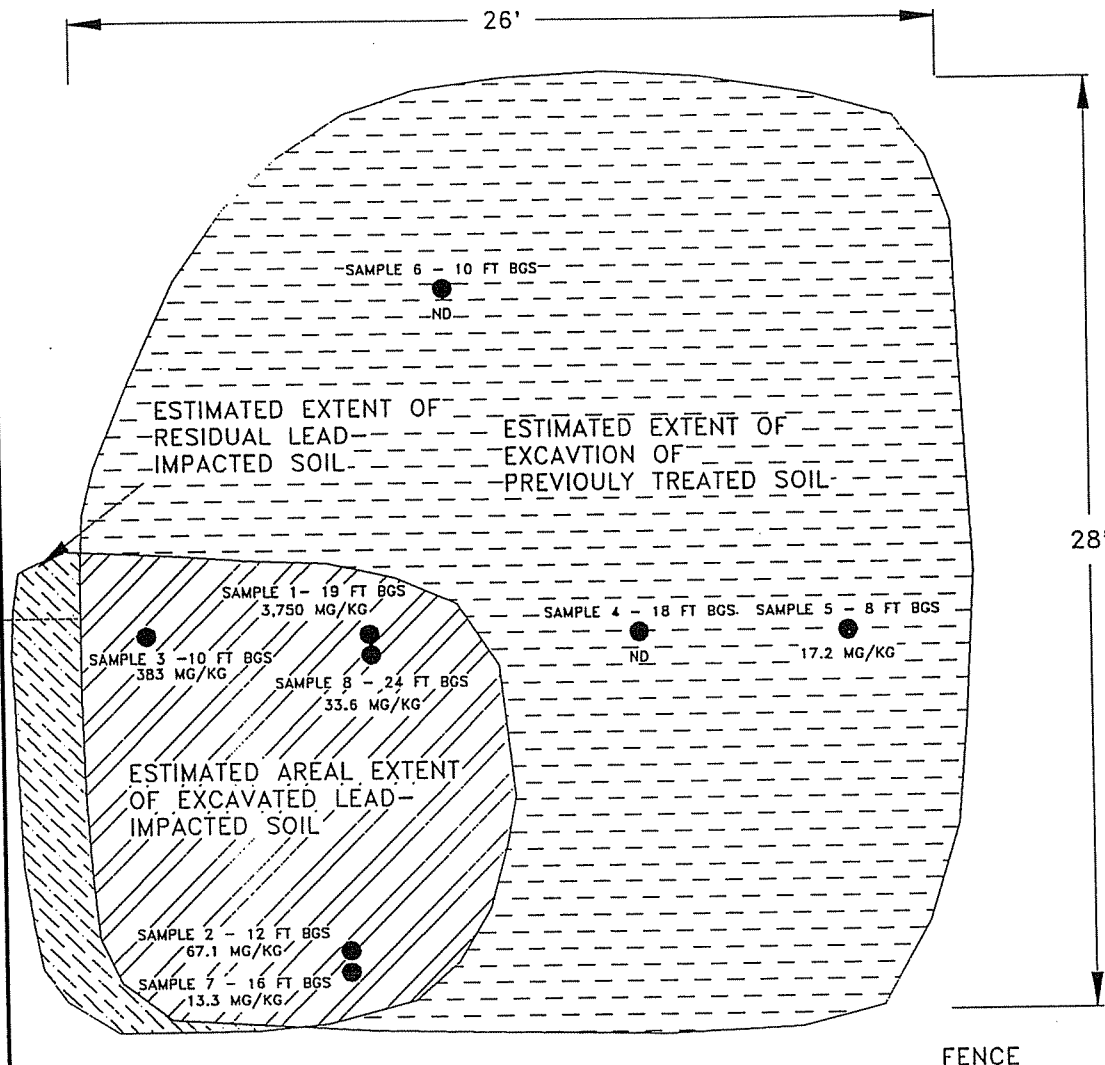 26'
SAMPLE 6 - 10 FT BGS
ND
ESTIMATED EXTENT OF
RESIDUAL LEAD-
IMPACTED SOIL
ESTIMATED EXTENT OF
EXCAVTION OF
PREVIOULY TREATED SOIL
28'
SAMPLE 1- 19 FT BGS
3,750 MG/KG
SAMPLE 4 - 18 FT BGS
ND
SAMPLE 5 - 8 FT BGS
17.2 MG/KG
SAMPLE 3 -10 FT BGS
383 MG/KG
SAMPLE 8 - 24 FT BGS
33.6 MG/KG
ESTIMATED AREAL EXTENT
OF EXCAVATED LEAD-
IMPACTED SOIL
SAMPLE 2 - 12 FT BGS
67.1 MG/KG
SAMPLE 7 - 16 FT BGS
13.3 MG/KG
FENCE